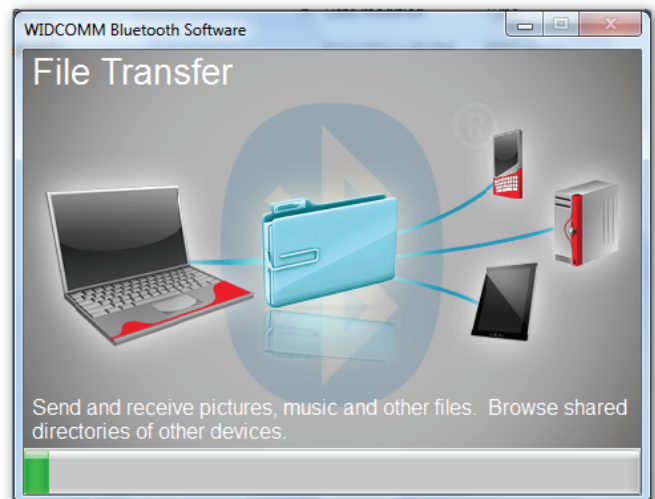 WIDCOMM Bluetooth Software
File Transfer
®
Send and receive pictures, music and other files. Browse shared
directories of other devices.